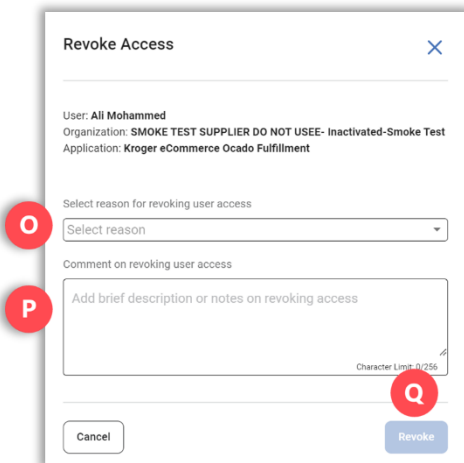 Revoke Access
User: Ali Mohammed
Organization: SMOKE TEST SUPPLIER DO NOT USEE- Inactivated-Smoke Test
Application: Kroger eCommerce Ocado Fulfillment
Select reason for revoking user access
O
Select reason
Comment on revoking user access
P
Add brief description or notes on revoking access
Character Limit: 0/256
Q
Cancel
Revoke